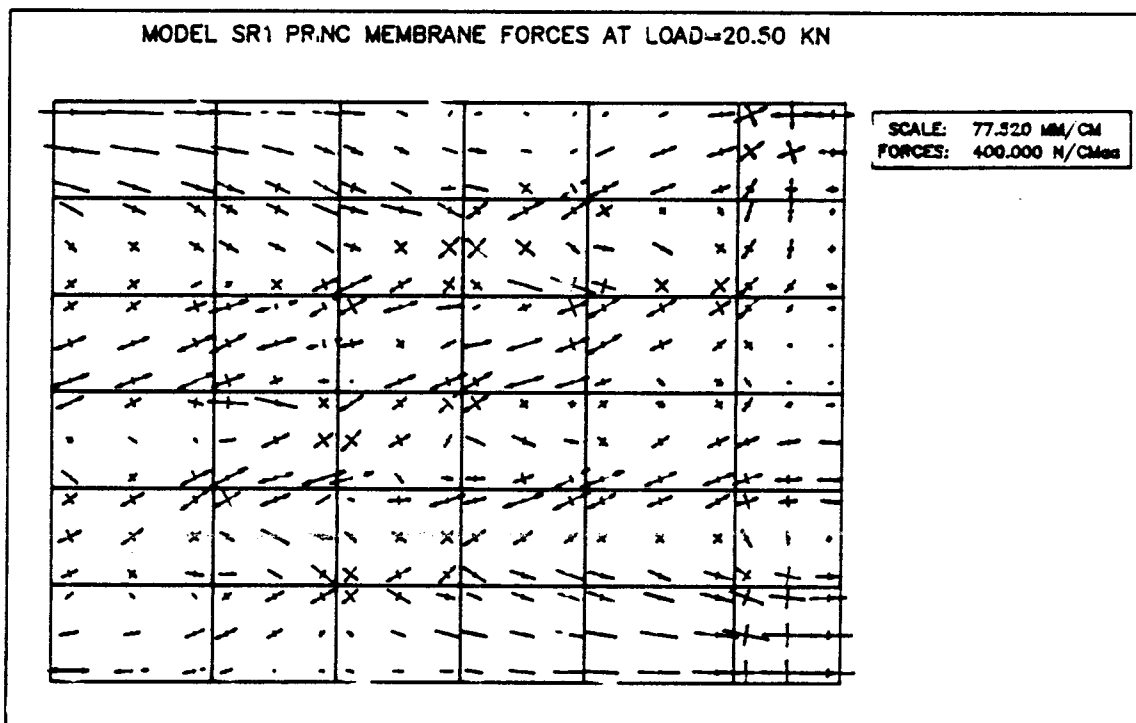 MODEL SR1 PR.NC MEMBRANE FORCES AT LOAD=20.50 KN
SCALE: 77.520 MM/CM
FORCES: 400.000 N/CMaa